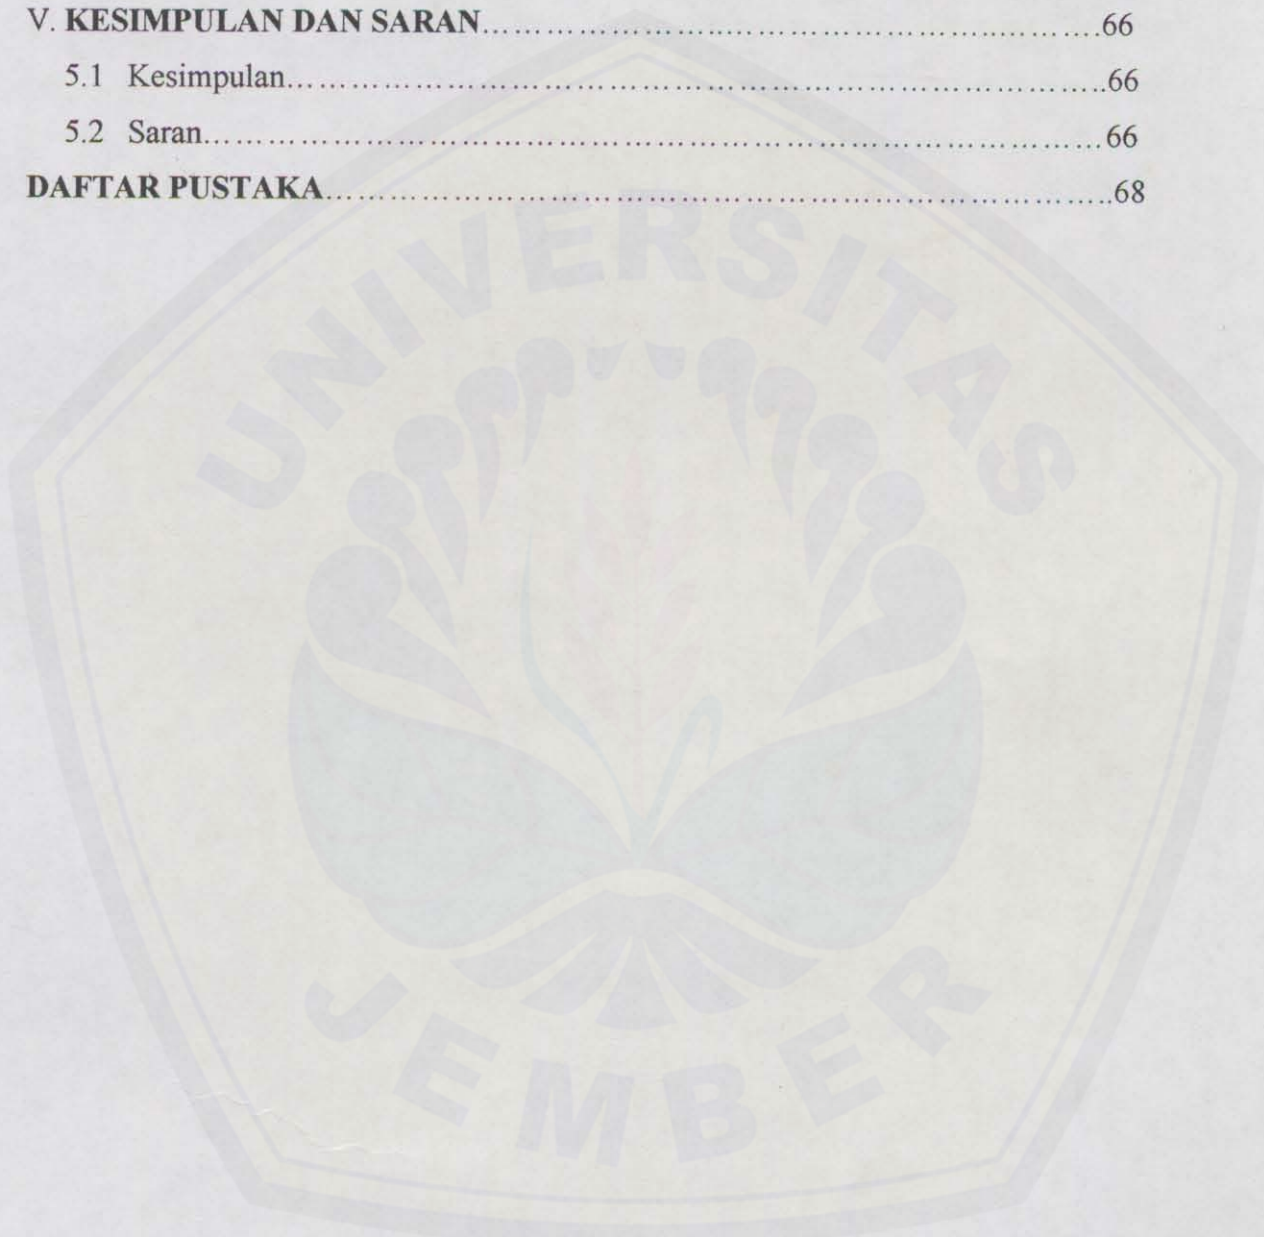 V. KESIMPULAN DAN SARAN.......................................................................66
5.1 Kesimpulan.......................................................................66
5.2 Saran.......................................................................66
DAFTAR PUSTAKA.......................................................................68
UNIVERSITAS
JEMBER